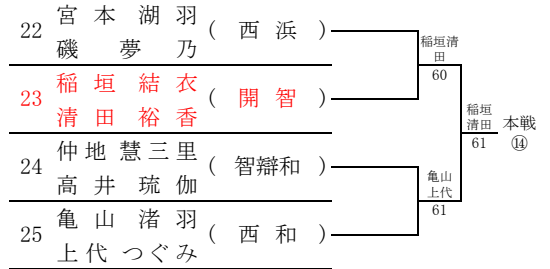 22 宮本 湖羽 ( 西浜 )
磯 夢乃
23 稲垣 結衣 ( 開智 )
清田 裕香
24 仲地 慧三里 ( 智辯和 )
高井 琉伽
25 亀山 渚羽 ( 西和 )
上代 つぐみ
稲垣清
田
60
亀山
上代
61
稲垣
清田
61
本戦
⑭